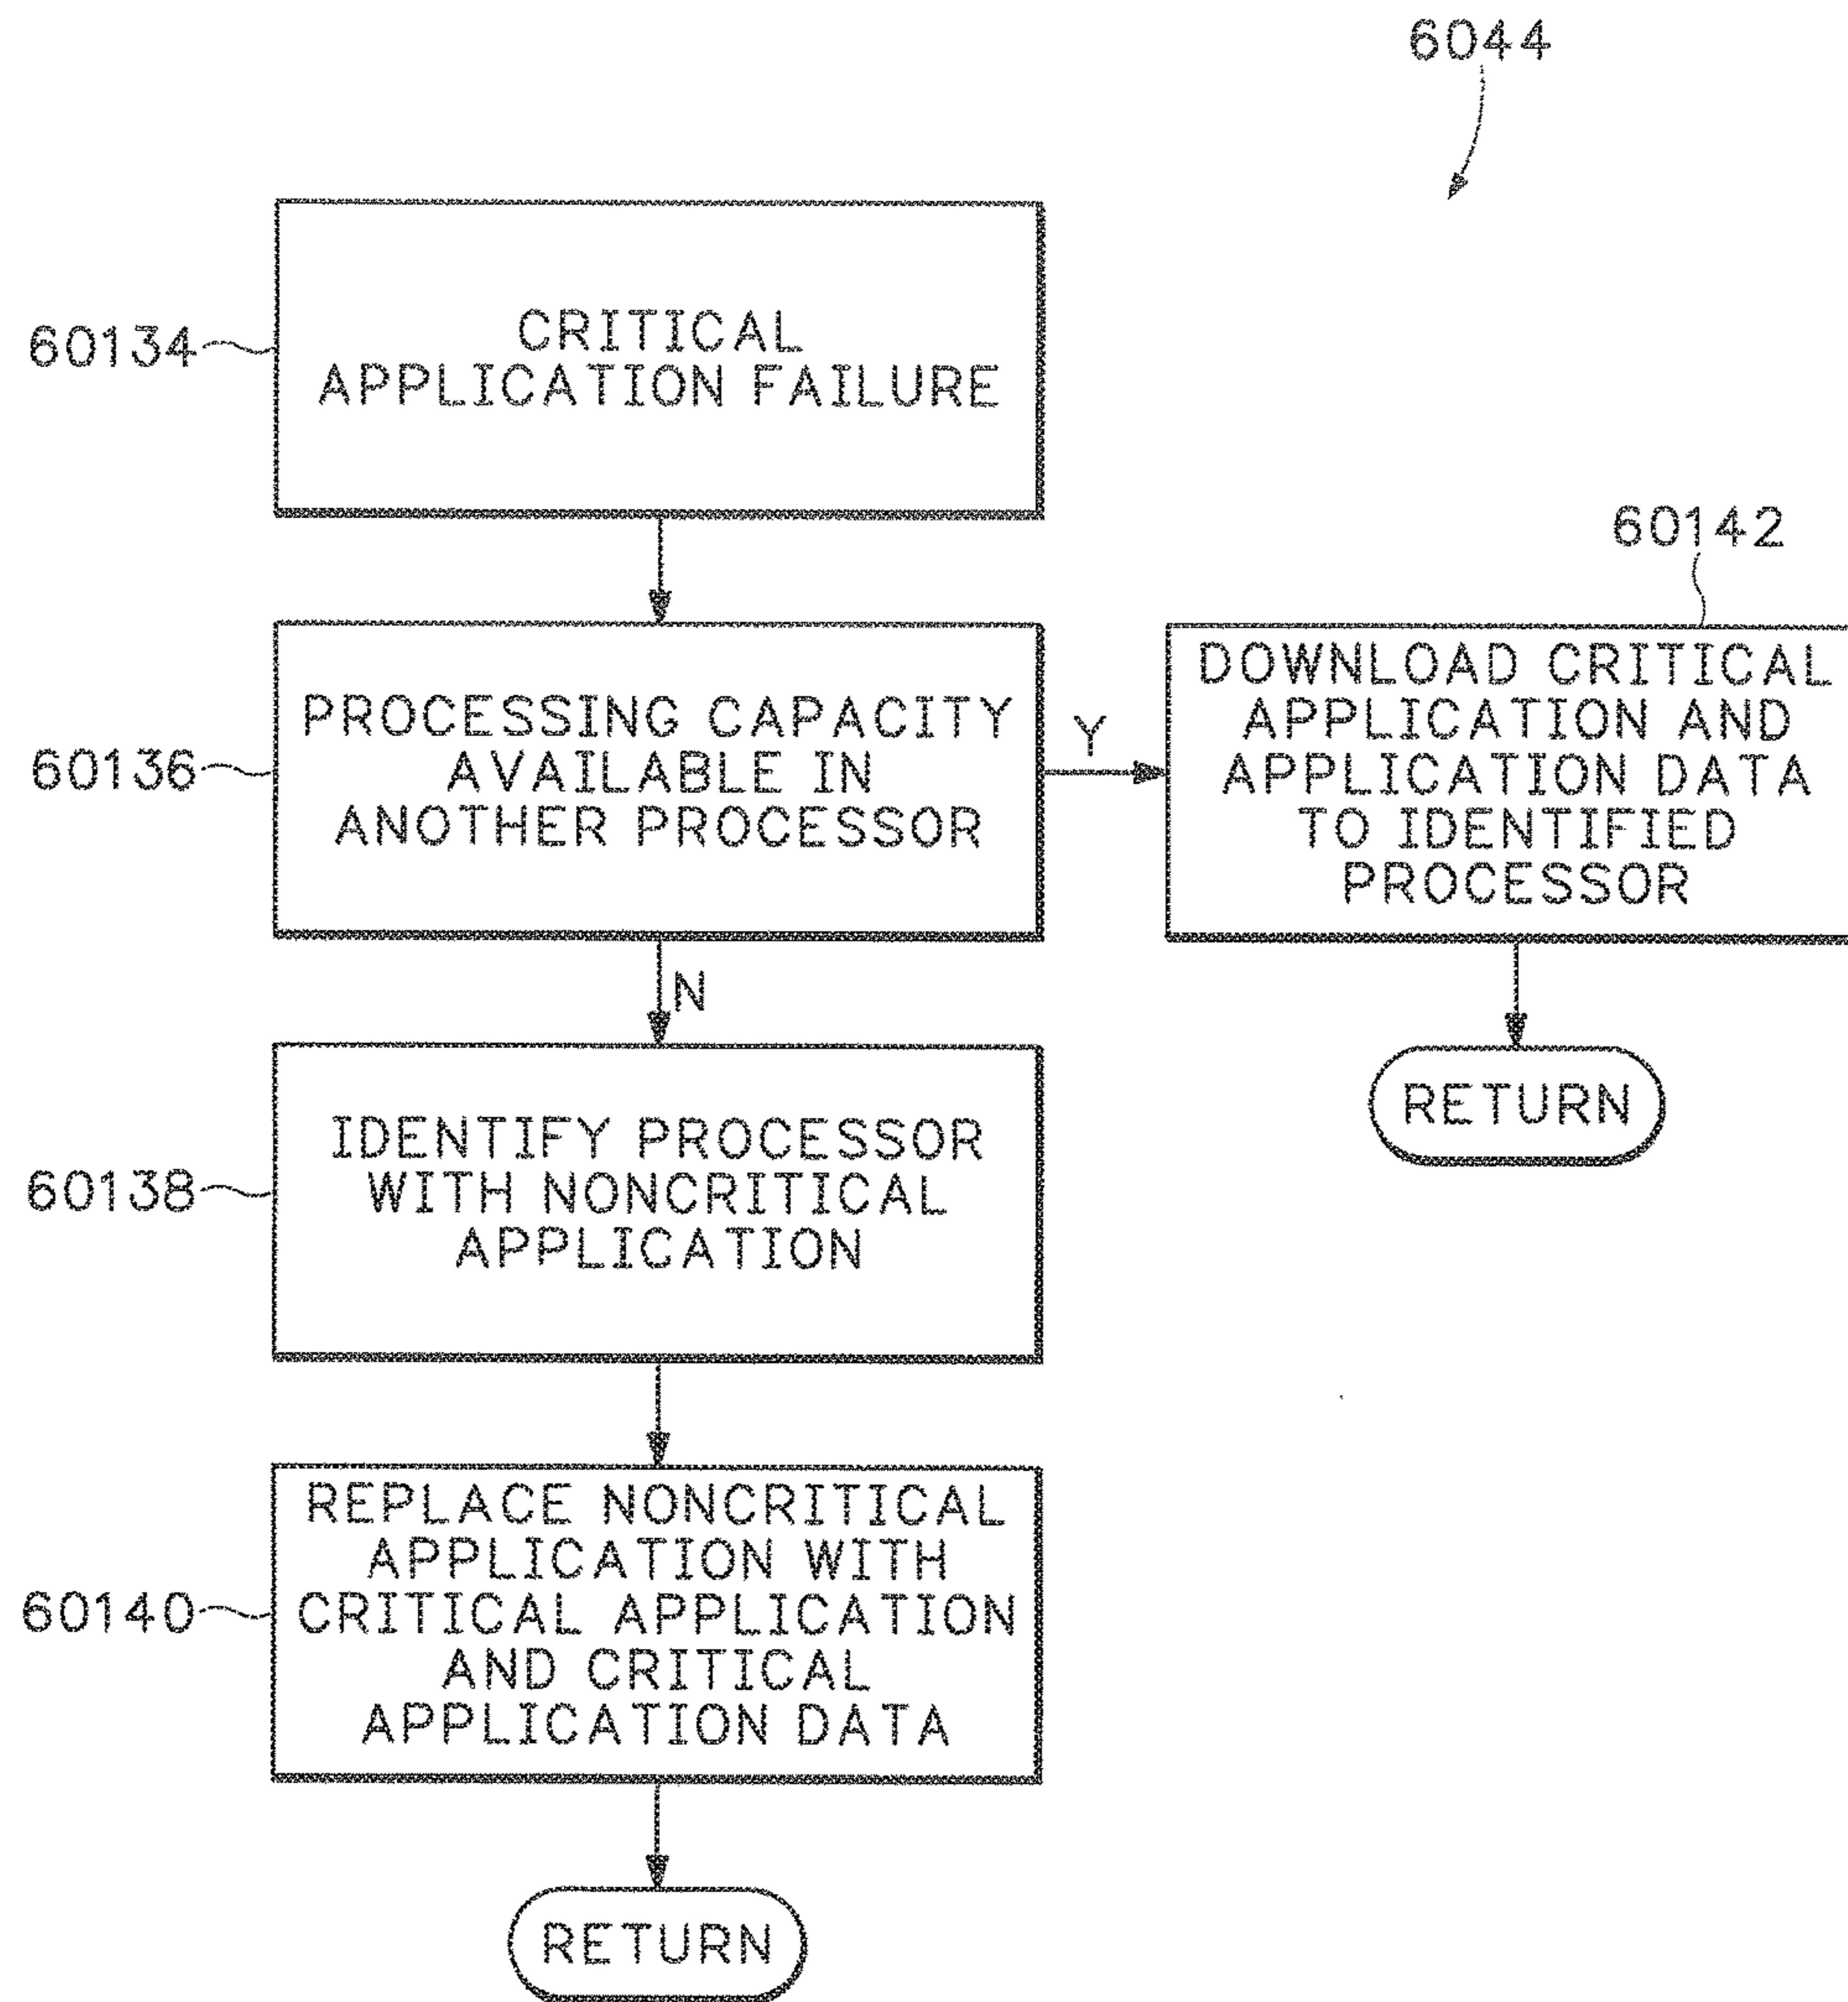 6044
60134
CRITICAL
APPLICATION FAILURE
60136
PROCESSING CAPACITY
AVAILABLE IN
ANOTHER PROCESSOR
Y
60142
DOWNLOAD CRITICAL
APPLICATION AND
APPLICATION DATA
TO IDENTIFIED
PROCESSOR
RETURN
N
60138
IDENTIFY PROCESSOR
WITH NONCRITICAL
APPLICATION
60140
REPLACE NONCRITICAL
APPLICATION WITH
CRITICAL APPLICATION
AND CRITICAL
APPLICATION DATA
RETURN